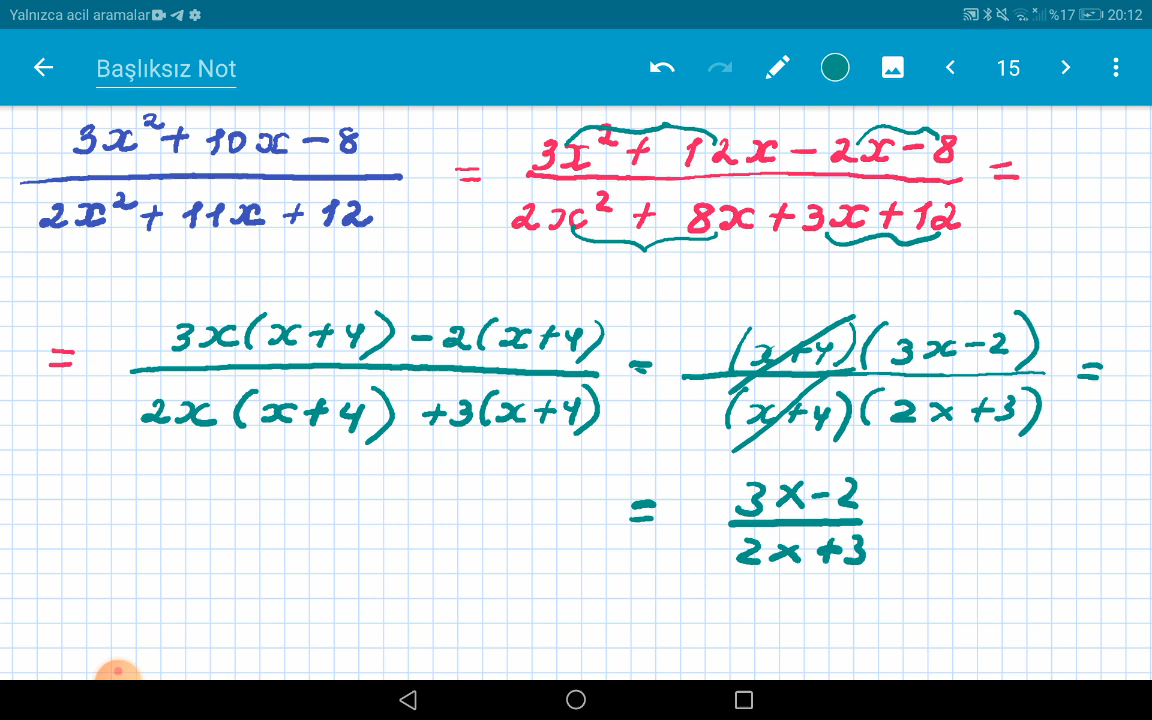 Yalnızca acil aramalar %17 20:12
Başlıksız Not 15
3x² + 10x - 8 / 2x² + 11x + 12 = 3x² + 12x - 2x - 8 / 2x² + 8x + 3x + 12 =
= 3x(x+4) - 2(x+4) / 2x(x+4) + 3(x+4) = (x+4)(3x-2) / (x+4)(2x+3) =
= 3x-2 / 2x+3